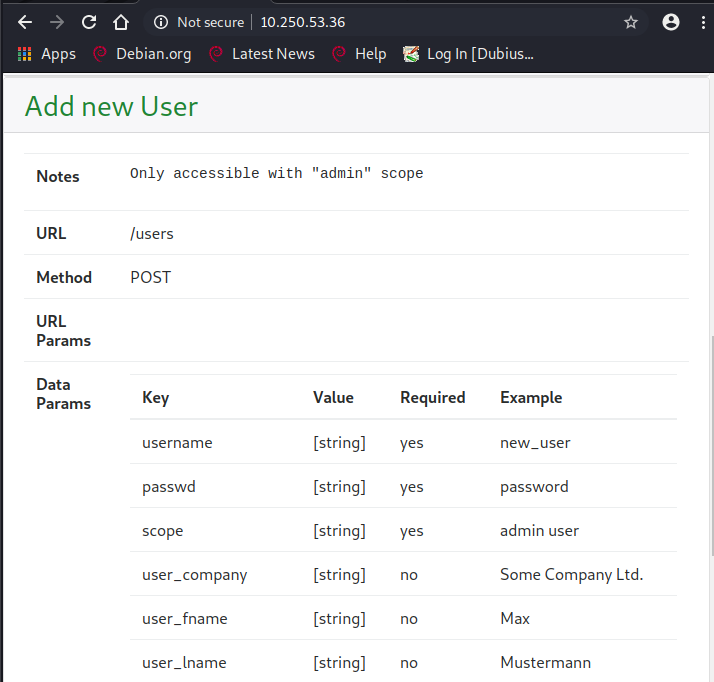 Not secure 10.250.53.36
Apps Debian.org Latest News Help Log In [Dubius...
Add new User
Notes Only accessible with "admin" scope
URL /users
Method POST
URL
Params
Data
Params
Key Value Required Example
username [string] yes new_user
passwd [string] yes password
scope [string] yes admin user
user_company [string] no Some Company Ltd.
user_fname [string] no Max
user_lname [string] no Mustermann